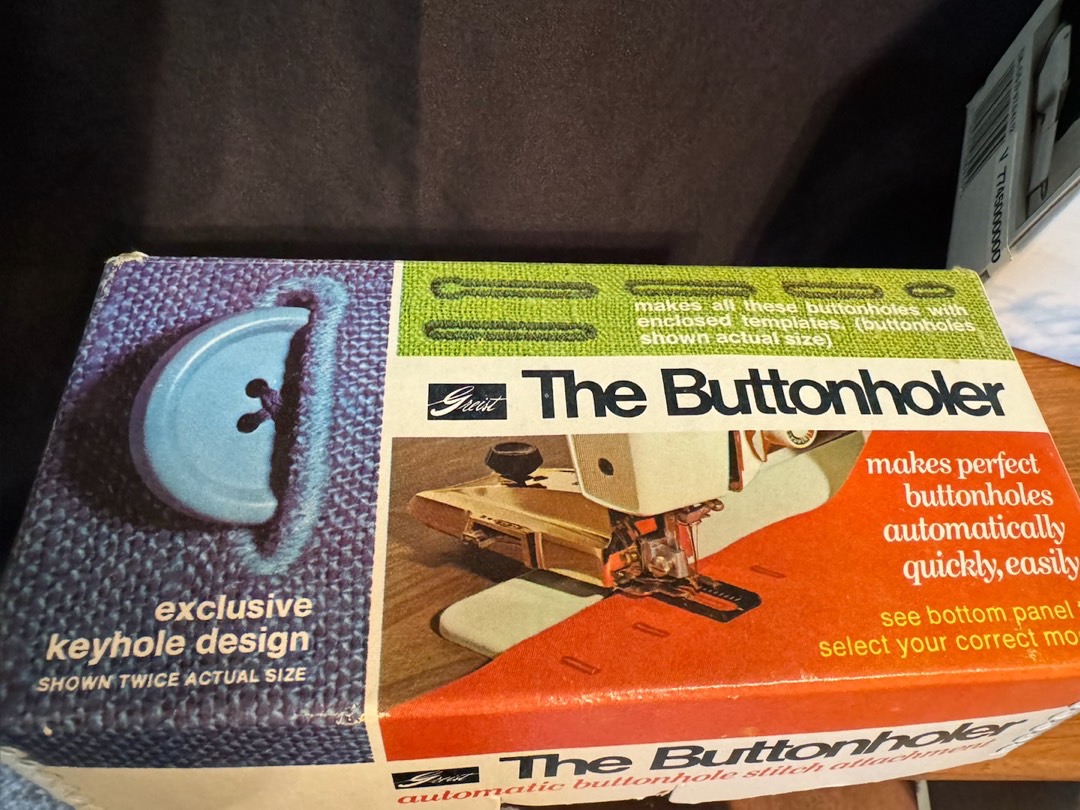 makes all these buttonholes with
enclosed templates (buttonholes
shown actual size)
Greist The Buttonholer
makes perfect
buttonholes
automatically
quickly, easily
see bottom panel
select your correct
exclusive
keyhole design
SHOWN TWICE ACTUAL SIZE
Greist The Buttonholer
automatic buttonhole stitch attachment